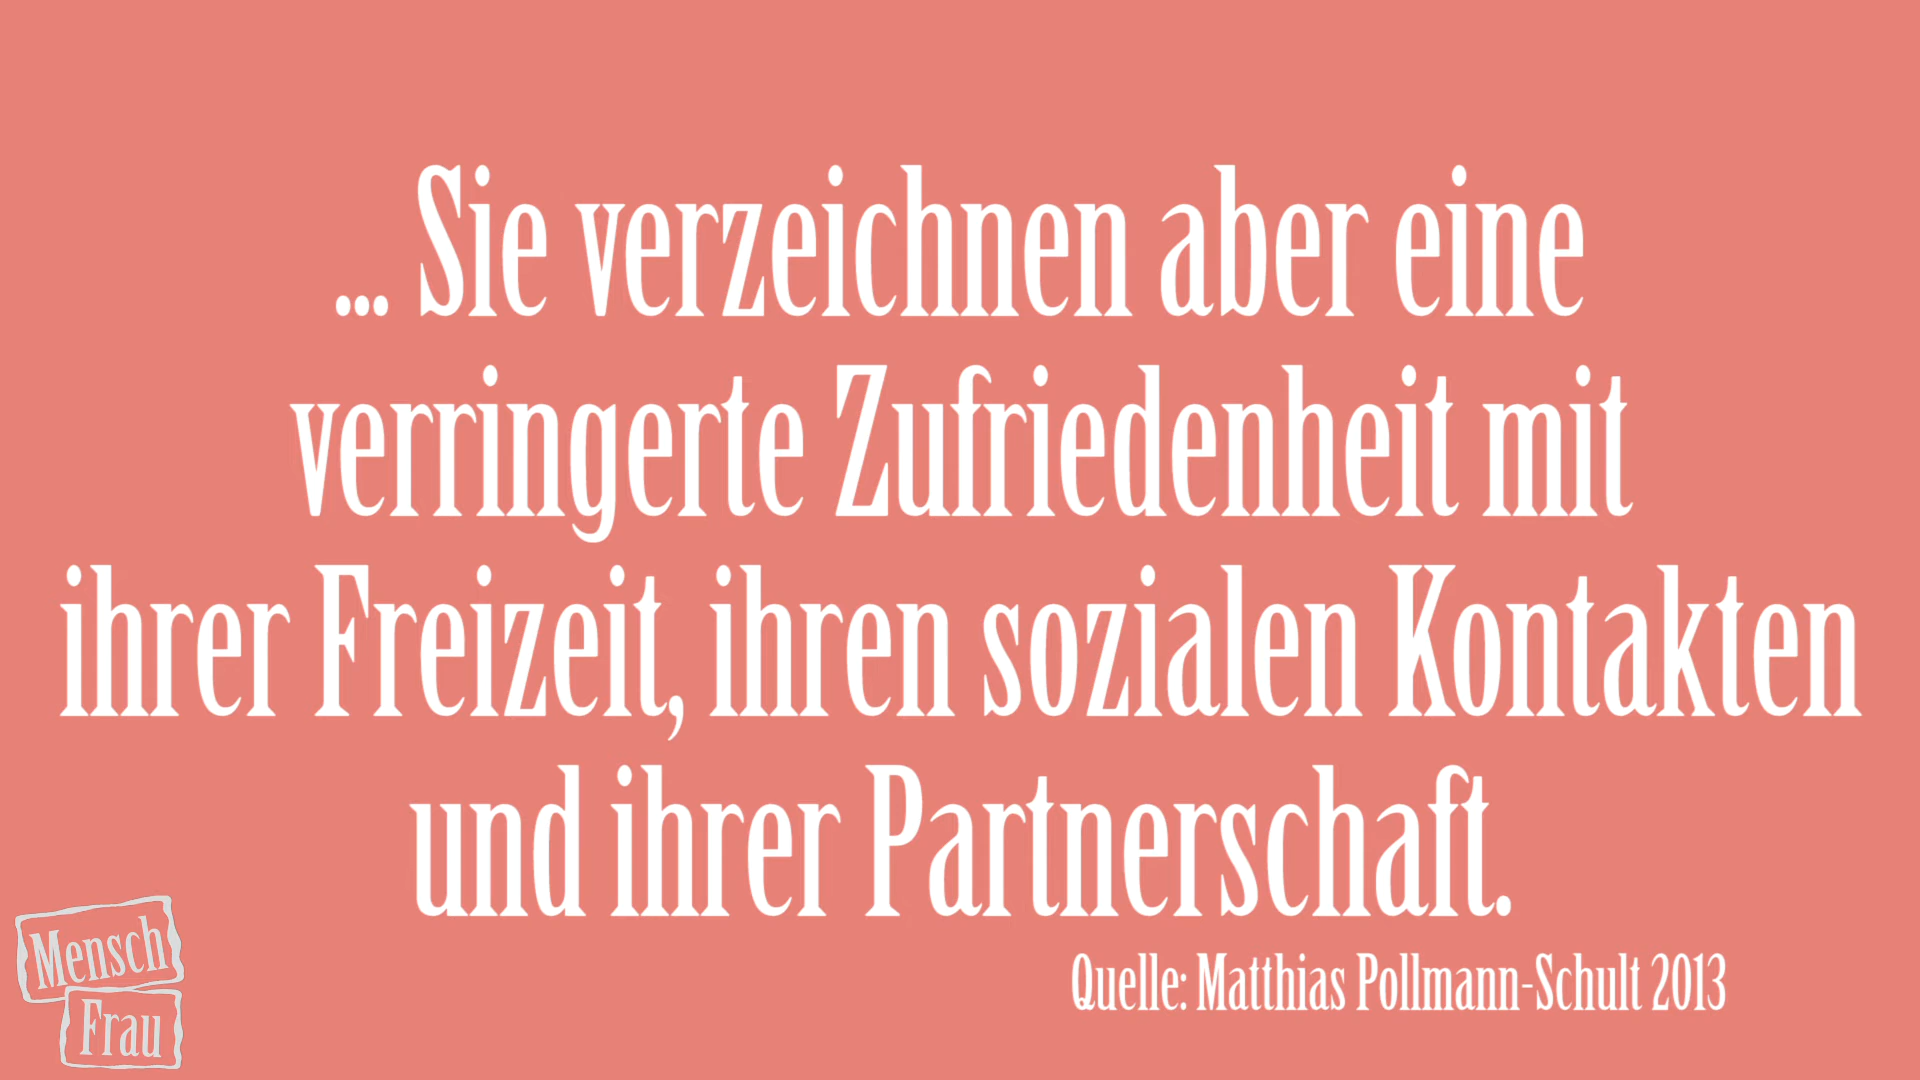 ... Sie verzeichnen aber eine
verringerte Zufriedenheit mit
ihrer Freizeit, ihren sozialen Kontakten
und ihrer Partnerschaft.
Quelle: Matthias Pollmann-Schult 2013
Mensch
Frau